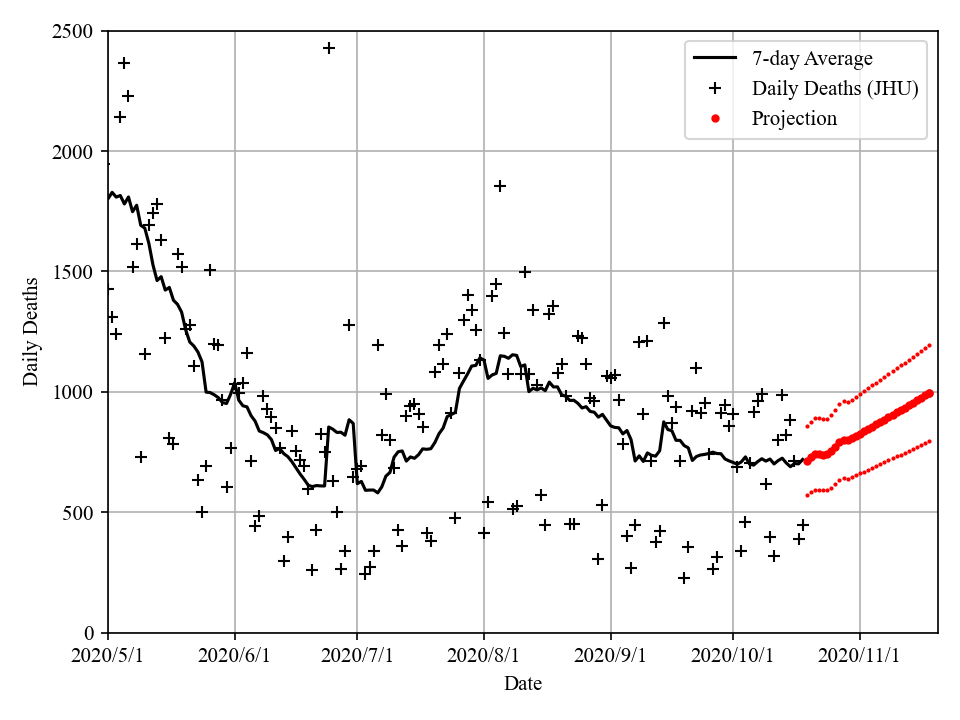 2500
2000
1500
1000
500
0
Daily Deaths
7-day Average
Daily Deaths (JHU)
Projection
2020/5/1 2020/6/1 2020/7/1 2020/8/1 2020/9/1 2020/10/1 2020/11/1
Date